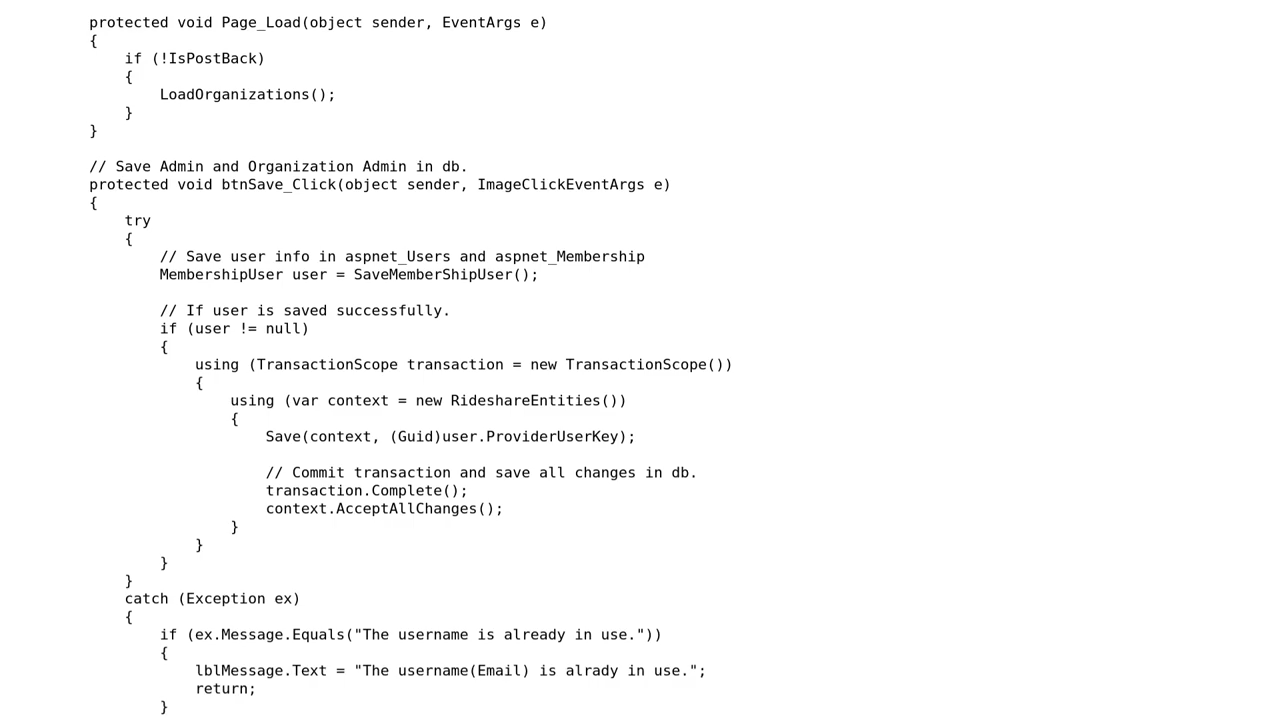 protected void Page_Load(object sender, EventArgs e)
{
    if (!IsPostBack)
    {
        LoadOrganizations();
    }
}

// Save Admin and Organization Admin in db.
protected void btnSave_Click(object sender, ImageClickEventArgs e)
{
    try
    {
        // Save user info in aspnet_Users and aspnet_Membership
        MembershipUser user = SaveMemberShipUser();

        // If user is saved successfully.
        if (user != null)
        {
            using (TransactionScope transaction = new TransactionScope())
            {
                using (var context = new RideshareEntities())
                {
                    Save(context, (Guid)user.ProviderUserKey);

                    // Commit transaction and save all changes in db.
                    transaction.Complete();
                    context.AcceptAllChanges();
                }
            }
        }
    }
    catch (Exception ex)
    {
        if (ex.Message.Equals("The username is already in use."))
        {
            lblMessage.Text = "The username(Email) is alrady in use.";
            return;
        }